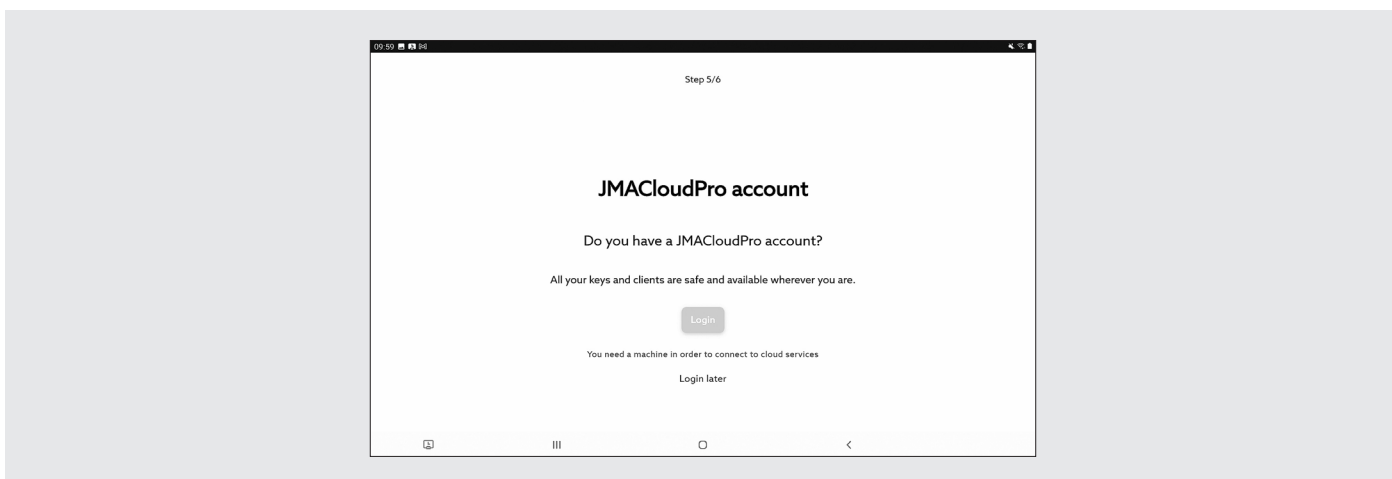 09:59
Step 5/6
JMACloudPro account
Do you have a JMACloudPro account?
All your keys and clients are safe and available wherever you are.
Login
You need a machine in order to connect to cloud services
Login later